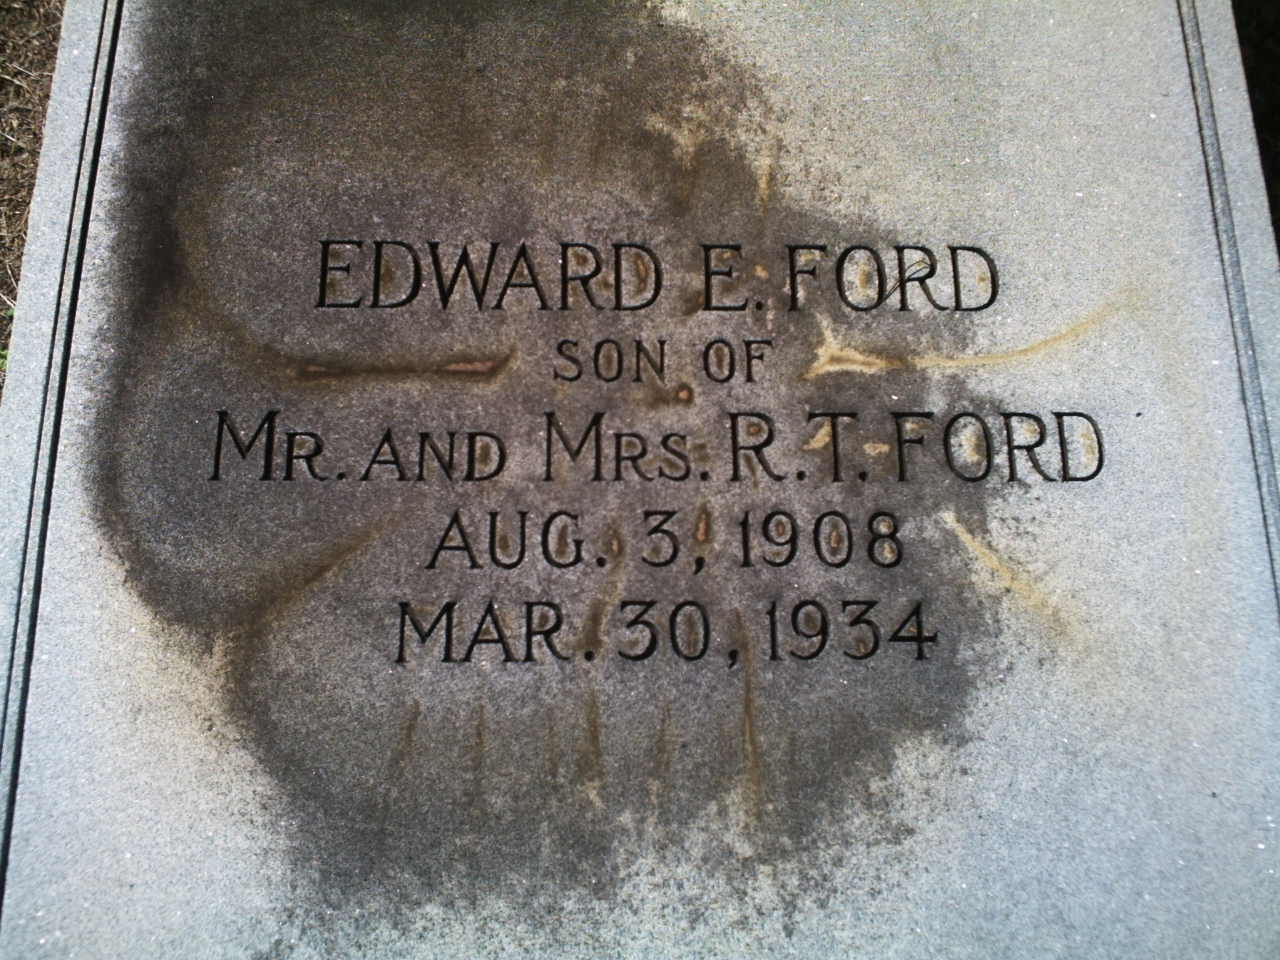 EDWARD E. FORD
SON OF
MR. AND MRS. R. T. FORD
AUG. 3, 1908
MAR. 30, 1934